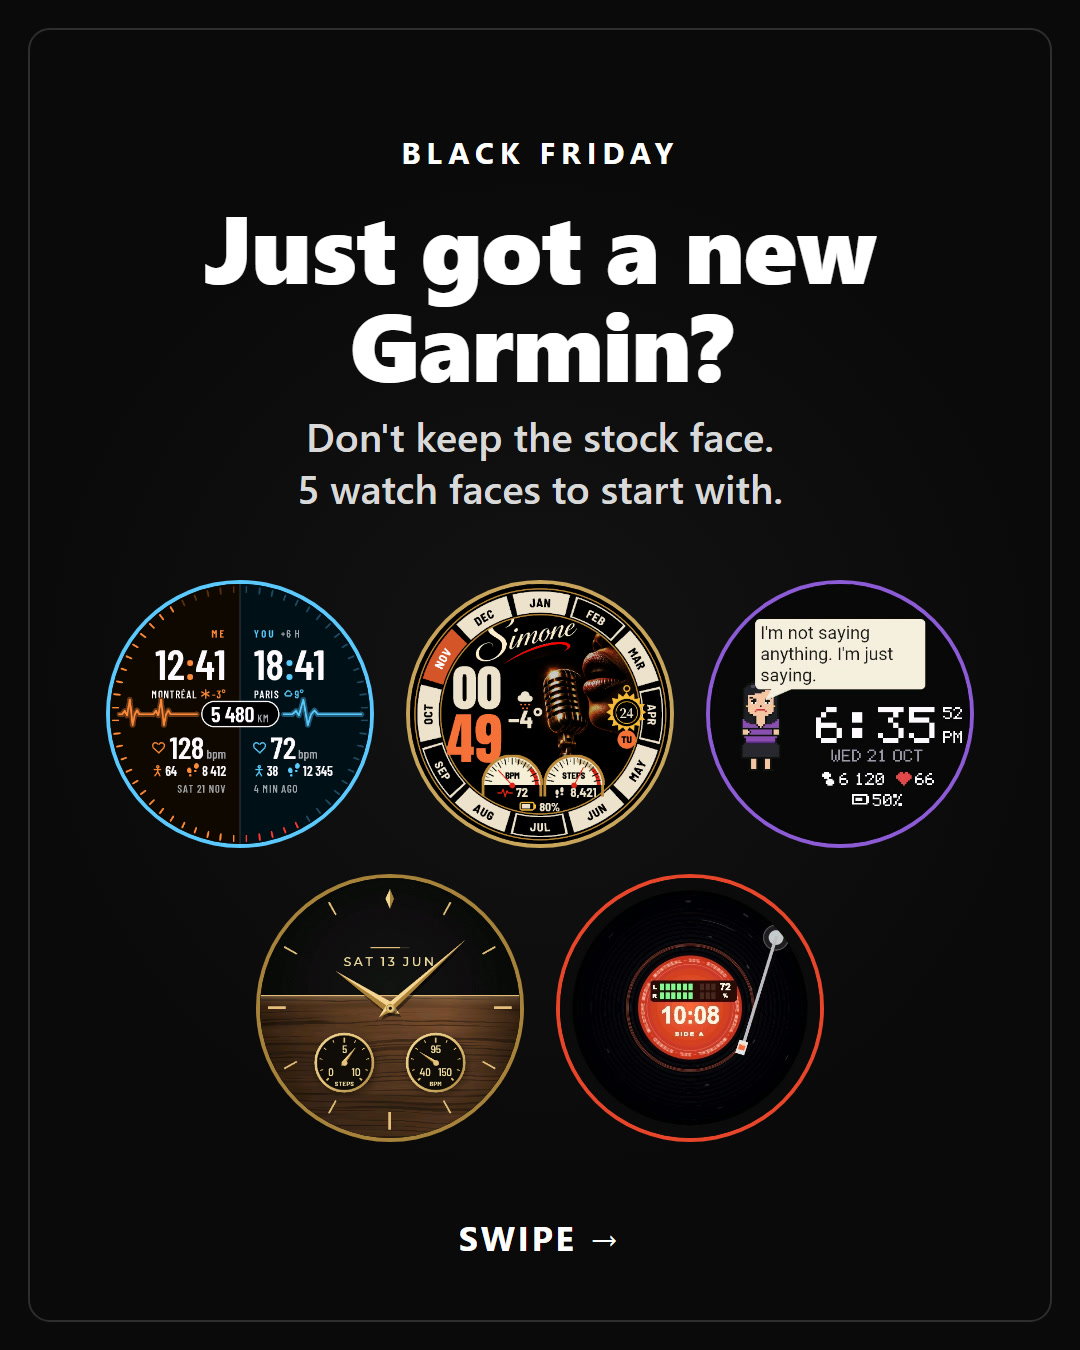 BLACK FRIDAY
Just got a new
Garmin?
Don't keep the stock face.
5 watch faces to start with.
ME
12:41
MONTRÉAL -3°
YOU +6 H
18:41
PARIS 9°
5 480 KM
128 bpm
64 8 412
SAT 21 NOV
72 bpm
38 12 345
4 MIN AGO
JAN
FEB
MAR
APR
MAY
JUN
JUL
AUG
SEP
OCT
NOV
DEC
Simone
00
49
-4°
24
TU
BPM
72
STEPS
8,421
80%
I'm not saying
anything. I'm just
saying.
6:35 52
PM
WED 21 OCT
6 120 66
50%
SAT 13 JUN
5
0 10
STEPS
95
40 150
BPM
L
R
72
%
10:08
SIDE A
SWIPE →